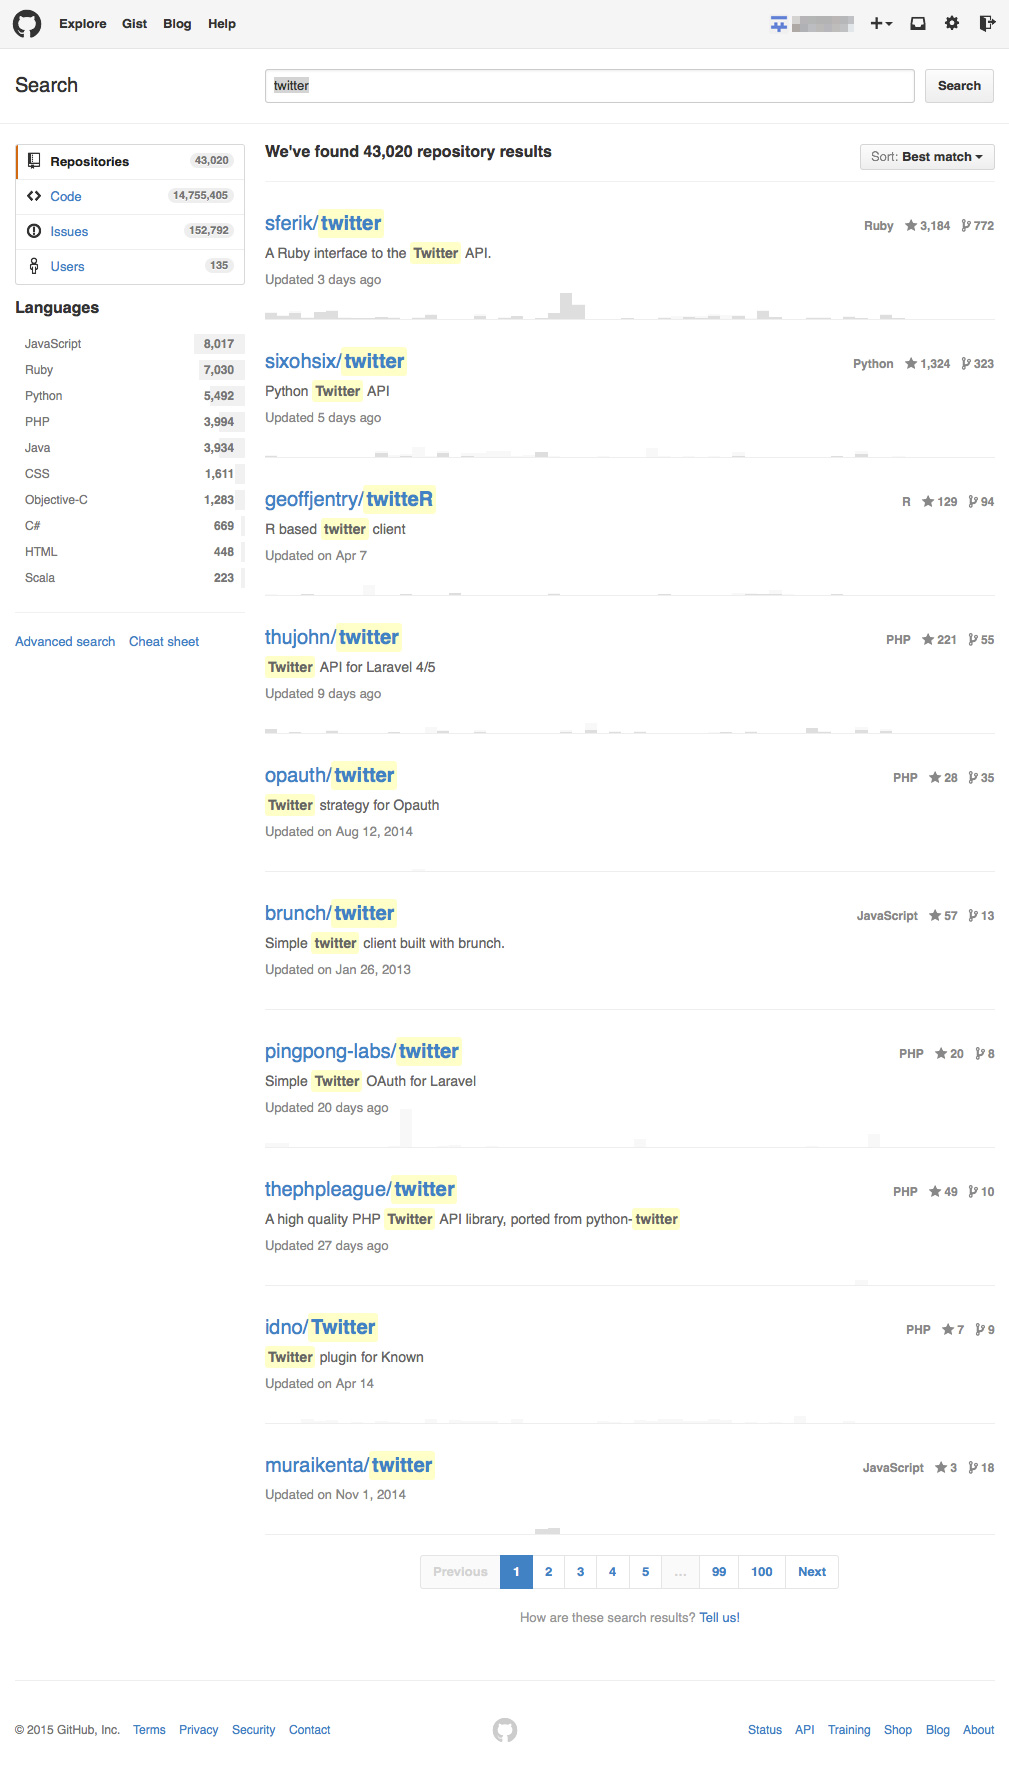 Explore Gist Blog Help
Search twitter Search
Repositories 43,020
Code 14,755,405
Issues 152,792
Users 135
Languages
JavaScript 8,017
Ruby 7,030
Python 5,492
PHP 3,994
Java 3,934
CSS 1,611
Objective-C 1,283
C# 669
HTML 448
Scala 223
Advanced search Cheat sheet
We've found 43,020 repository results Sort: Best match
sferik/twitter Ruby 3,184 772
A Ruby interface to the Twitter API.
Updated 3 days ago
sixohsix/twitter Python 1,324 323
Python Twitter API
Updated 5 days ago
geoffjentry/twitteR R 129 94
R based twitter client
Updated on Apr 7
thujohn/twitter PHP 221 55
Twitter API for Laravel 4/5
Updated 9 days ago
opauth/twitter PHP 28 35
Twitter strategy for Opauth
Updated on Aug 12, 2014
brunch/twitter JavaScript 57 13
Simple twitter client built with brunch.
Updated on Jan 26, 2013
pingpong-labs/twitter PHP 20 8
Simple Twitter OAuth for Laravel
Updated 20 days ago
thephpleague/twitter PHP 49 10
A high quality PHP Twitter API library, ported from python-twitter
Updated 27 days ago
idno/Twitter PHP 7 9
Twitter plugin for Known
Updated on Apr 14
muraikenta/twitter JavaScript 3 18
Updated on Nov 1, 2014
Previous 1 2 3 4 5 … 99 100 Next
How are these search results? Tell us!
© 2015 GitHub, Inc. Terms Privacy Security Contact Status API Training Shop Blog About